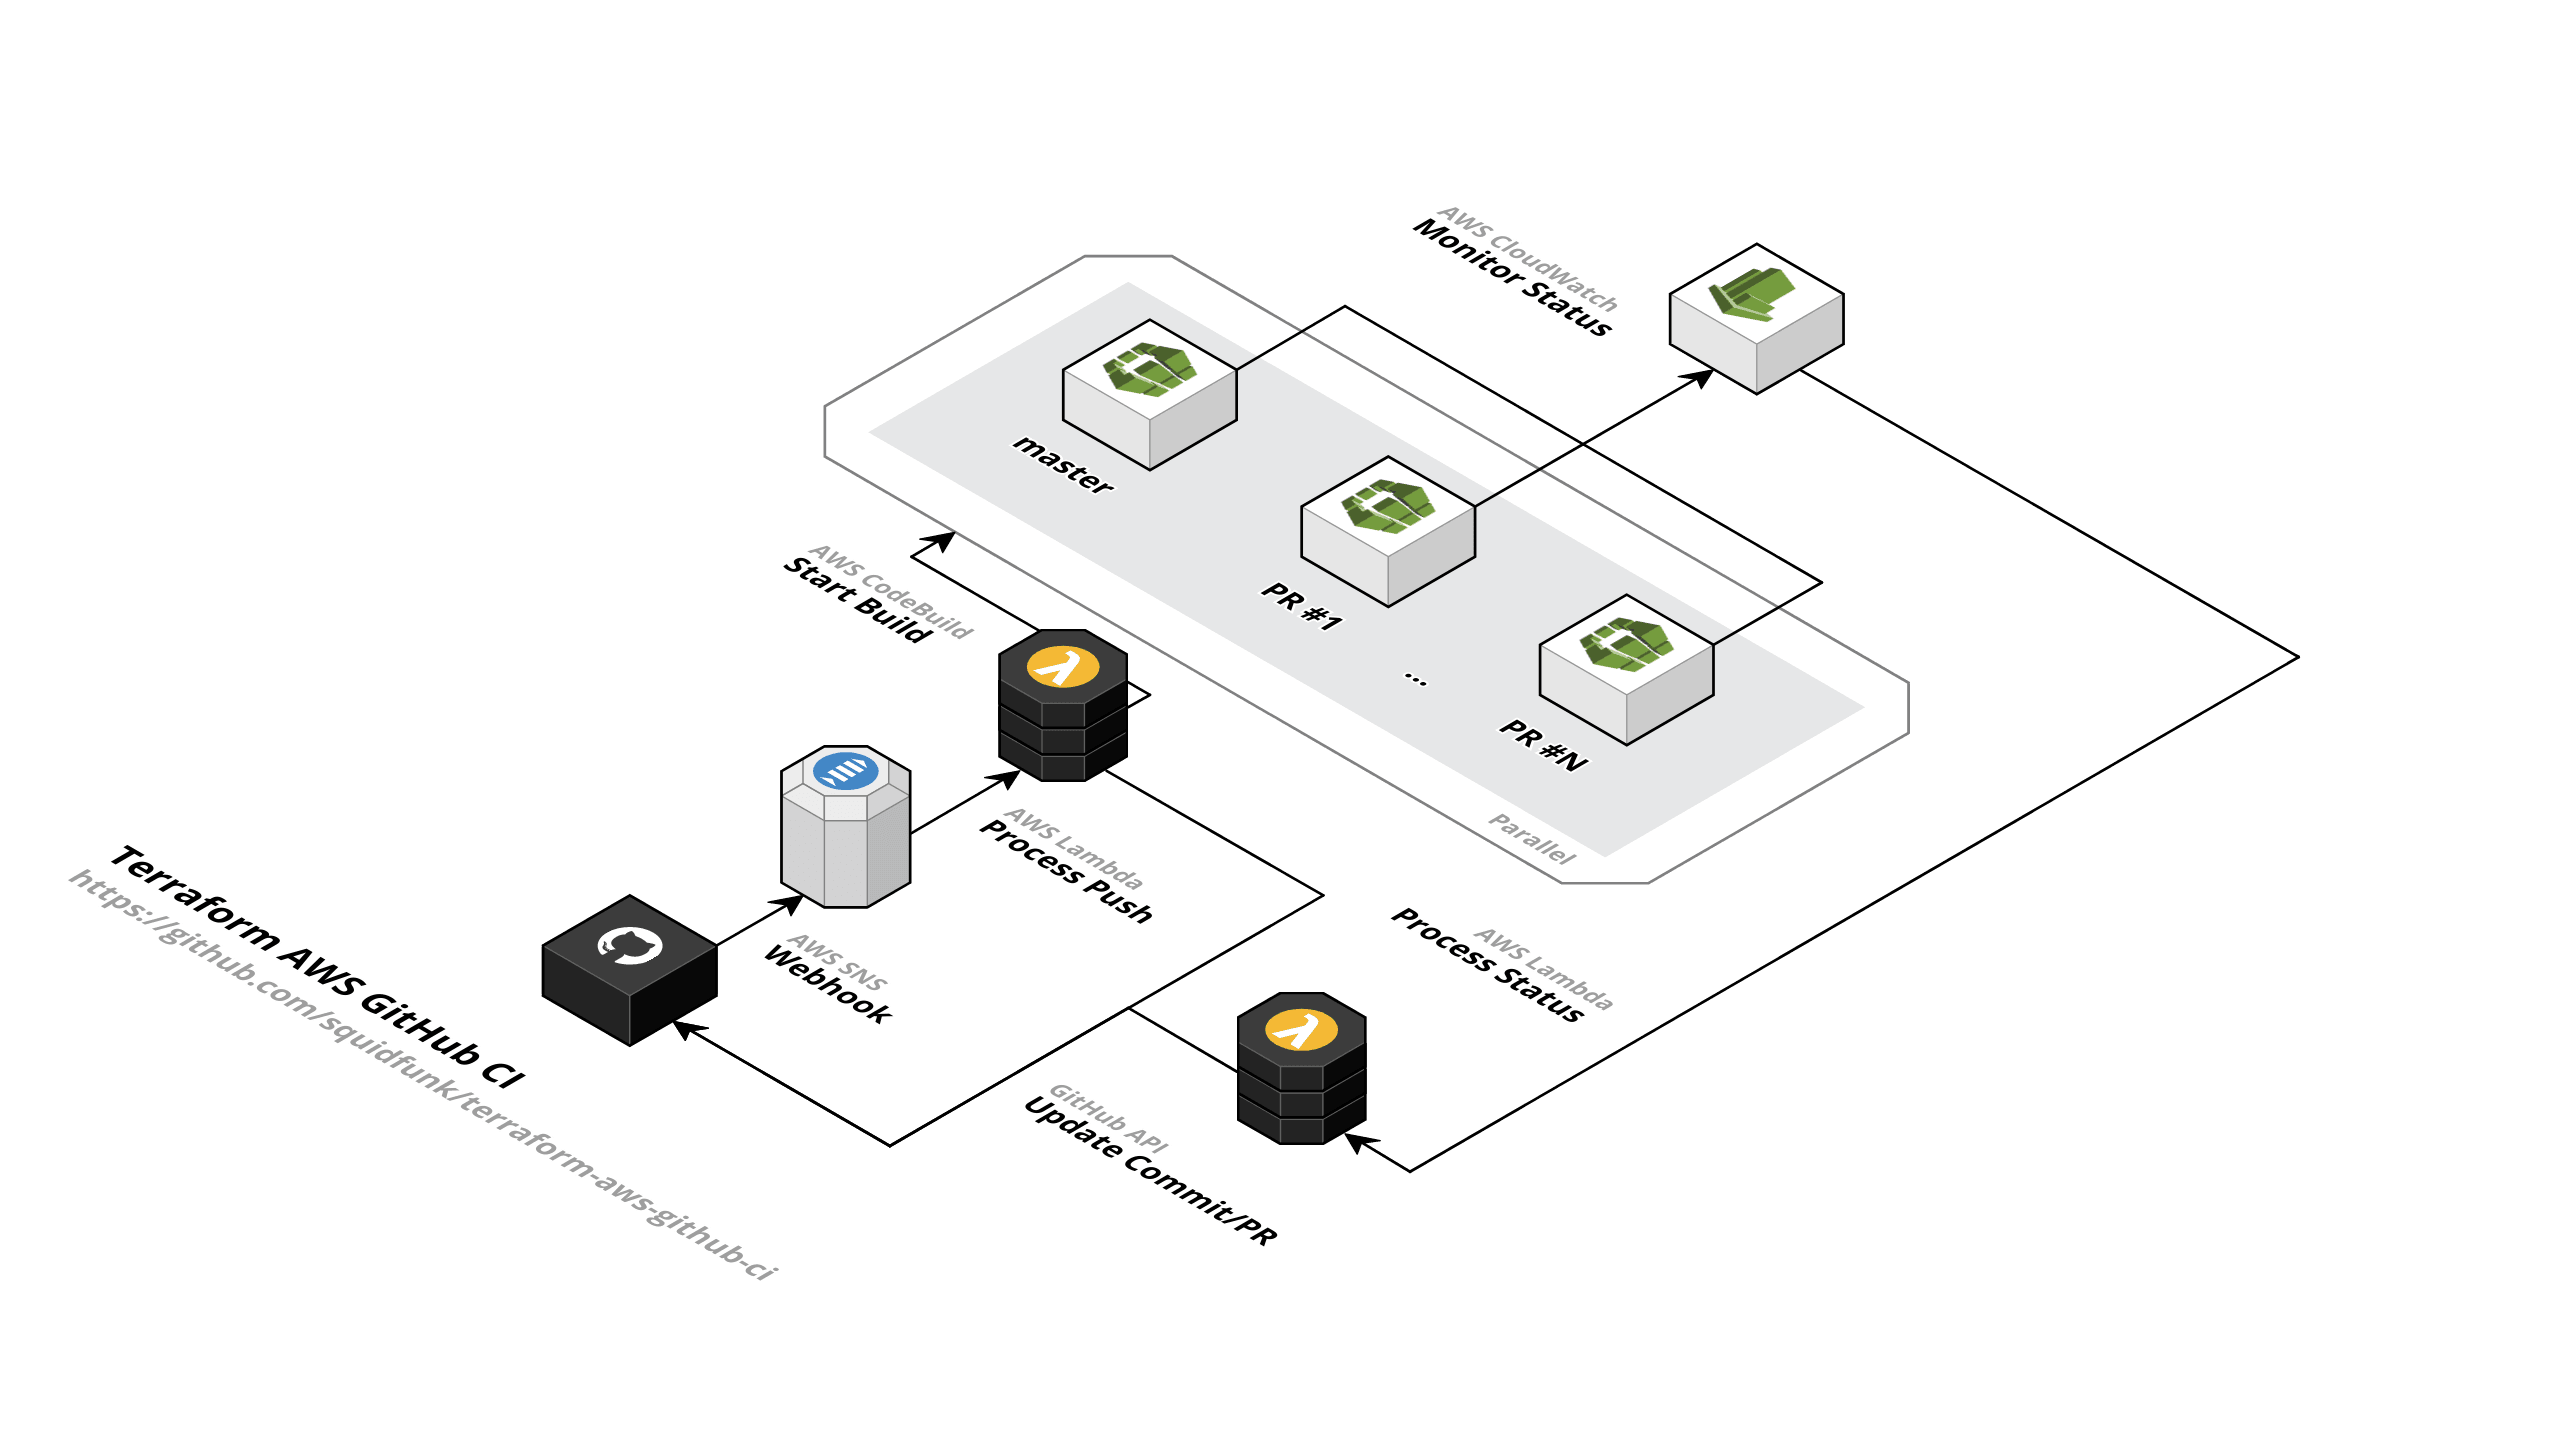 AWS CloudWatch
Monitor Status
master
PR #1
...
PR #N
Parallel
AWS CodeBuild
Start Build
AWS Lambda
Process Push
AWS SNS
Webhook
AWS Lambda
Process Status
GitHub API
Update Commit/PR
Terraform AWS GitHub CI
https://github.com/squidfunk/terraform-aws-github-ci